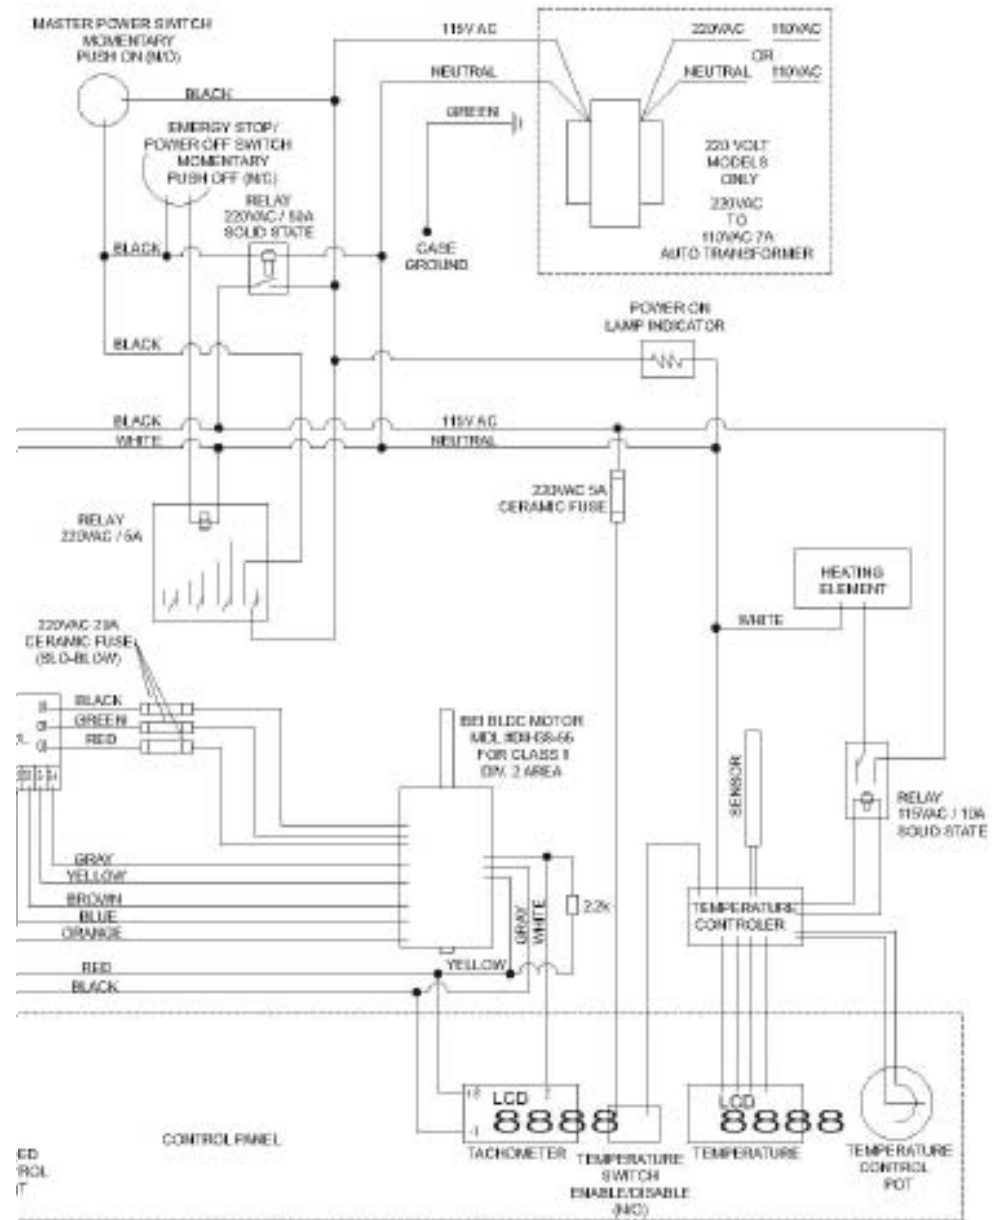 MASTER POWER SWITCH
MOMENTARY
PUSH ON (N/O)
BLACK
EMERGY STOP/
POWER OFF SWITCH
MOMENTARY
PUSH OFF (N/C)
RELAY
220VAC / 50A
SOLID STATE
115V AC
NEUTRAL
GREEN
CASE
GROUND
220VAC 110VAC
OR
NEUTRAL 110VAC
220 VOLT
MODELS
ONLY
220VAC
TO
110VAC 7A
AUTO TRANSFORMER
BLACK
POWER ON
LAMP INDICATOR
BLACK
BLACK
WHITE
115V AC
NEUTRAL
RELAY
220VAC / 5A
220VAC 5A
CERAMIC FUSE
HEATING
ELEMENT
WHITE
220VAC 20A
CERAMIC FUSE
(SLO-BLOW)
BLACK
GREEN
RED
BEI BLDC MOTOR
FOR CLASS II
DIV. 2 AREA
SENSOR
RELAY
115VAC / 10A
SOLID STATE
GRAY
YELLOW
BROWN
BLUE
ORANGE
RED
BLACK
YELLOW
GRAY
WHITE
2.2k
TEMPERATURE
CONTROLER
LCD
8888
TACHOMETER
TEMPERATURE
SWITCH
ENABLE/DISABLE
(N/O)
LCD
8888
TEMPERATURE
TEMPERATURE
CONTROL
POT
CONTROL PANEL
ED
ROL
T